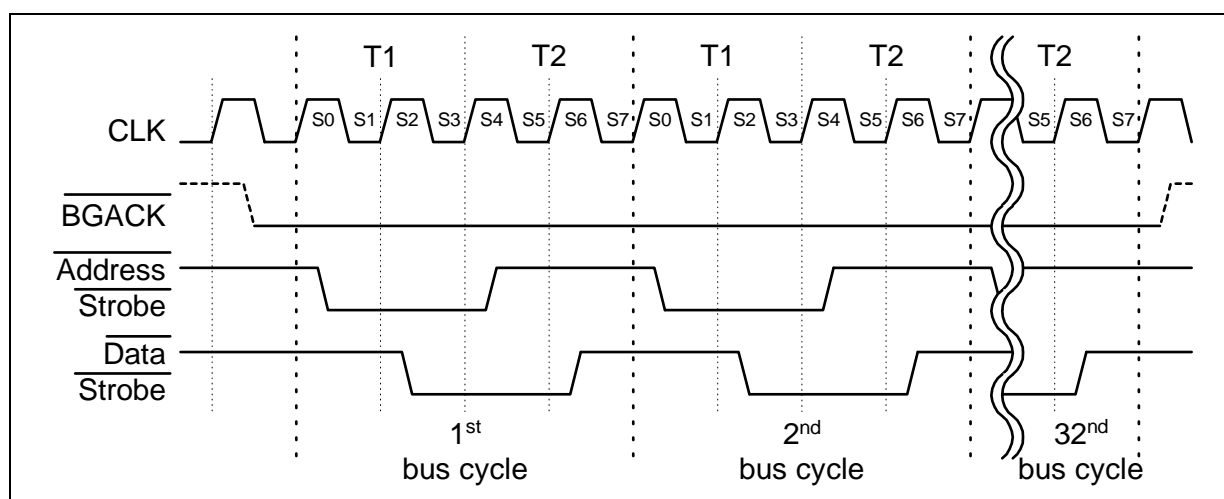 T1 T2 T1 T2 T2
CLK S0 S1 S2 S3 S4 S5 S6 S7 S0 S1 S2 S3 S4 S5 S6 S7 S5 S6 S7
BGACK
Address
Strobe
Data
Strobe
1st 2nd 32nd
bus cycle bus cycle bus cycle